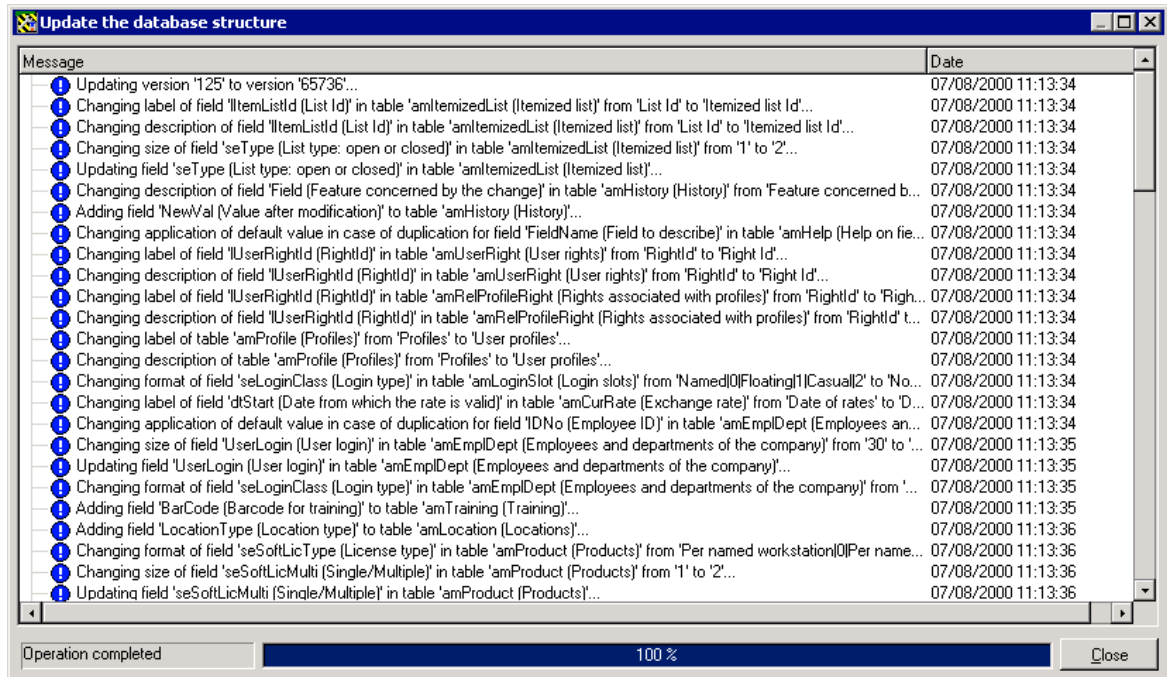 Update the database structure
Message Date
Updating version '125' to version '65736'... 07/08/2000 11:13:34
Changing label of field 'lItemListId (List Id)' in table 'amItemizedList (Itemized list)' from 'List Id' to 'Itemized list Id'... 07/08/2000 11:13:34
Changing description of field 'lItemListId (List Id)' in table 'amItemizedList (Itemized list)' from 'List Id' to 'Itemized list Id'... 07/08/2000 11:13:34
Changing size of field 'seType (List type: open or closed)' in table 'amItemizedList (Itemized list)' from '1' to '2'... 07/08/2000 11:13:34
Updating field 'seType (List type: open or closed)' in table 'amItemizedList (Itemized list)'... 07/08/2000 11:13:34
Changing description of field 'Field (Feature concerned by the change)' in table 'amHistory (History)' from 'Feature concerned b... 07/08/2000 11:13:34
Adding field 'NewVal (Value after modification)' to table 'amHistory (History)'... 07/08/2000 11:13:34
Changing application of default value in case of duplication for field 'FieldName (Field to describe)' in table 'amHelp (Help on fie... 07/08/2000 11:13:34
Changing label of field 'lUserRightId (RightId)' in table 'amUserRight (User rights)' from 'RightId' to 'Right Id'... 07/08/2000 11:13:34
Changing description of field 'lUserRightId (RightId)' in table 'amUserRight (User rights)' from 'RightId' to 'Right Id'... 07/08/2000 11:13:34
Changing label of field 'lUserRightId (RightId)' in table 'amRelProfileRight (Rights associated with profiles)' from 'RightId' to 'Righ... 07/08/2000 11:13:34
Changing description of field 'lUserRightId (RightId)' in table 'amRelProfileRight (Rights associated with profiles)' from 'RightId' t... 07/08/2000 11:13:34
Changing label of table 'amProfile (Profiles)' from 'Profiles' to 'User profiles'... 07/08/2000 11:13:34
Changing description of table 'amProfile (Profiles)' from 'Profiles' to 'User profiles'... 07/08/2000 11:13:34
Changing format of field 'seLoginClass (Login type)' in table 'amLoginSlot (Login slots)' from 'Named|0|Floating|1|Casual|2' to 'No... 07/08/2000 11:13:34
Changing label of field 'dtStart (Date from which the rate is valid)' in table 'amCurRate (Exchange rate)' from 'Date of rates' to 'D... 07/08/2000 11:13:34
Changing application of default value in case of duplication for field 'IDNo (Employee ID)' in table 'amEmplDept (Employees an... 07/08/2000 11:13:34
Changing size of field 'UserLogin (User login)' in table 'amEmplDept (Employees and departments of the company)' from '30' to '... 07/08/2000 11:13:35
Updating field 'UserLogin (User login)' in table 'amEmplDept (Employees and departments of the company)'... 07/08/2000 11:13:35
Changing format of field 'seLoginClass (Login type)' in table 'amEmplDept (Employees and departments of the company)' from '... 07/08/2000 11:13:35
Adding field 'BarCode (Barcode for training)' to table 'amTraining (Training)'... 07/08/2000 11:13:35
Adding field 'LocationType (Location type)' to table 'amLocation (Locations)'... 07/08/2000 11:13:36
Changing format of field 'seSoftLicType (License type)' in table 'amProduct (Products)' from 'Per named workstation|0|Per name... 07/08/2000 11:13:36
Changing size of field 'seSoftLicMulti (Single/Multiple)' in table 'amProduct (Products)' from '1' to '2'... 07/08/2000 11:13:36
Updating field 'seSoftLicMulti (Single/Multiple)' in table 'amProduct (Products)'... 07/08/2000 11:13:36
Operation completed 100 % Close